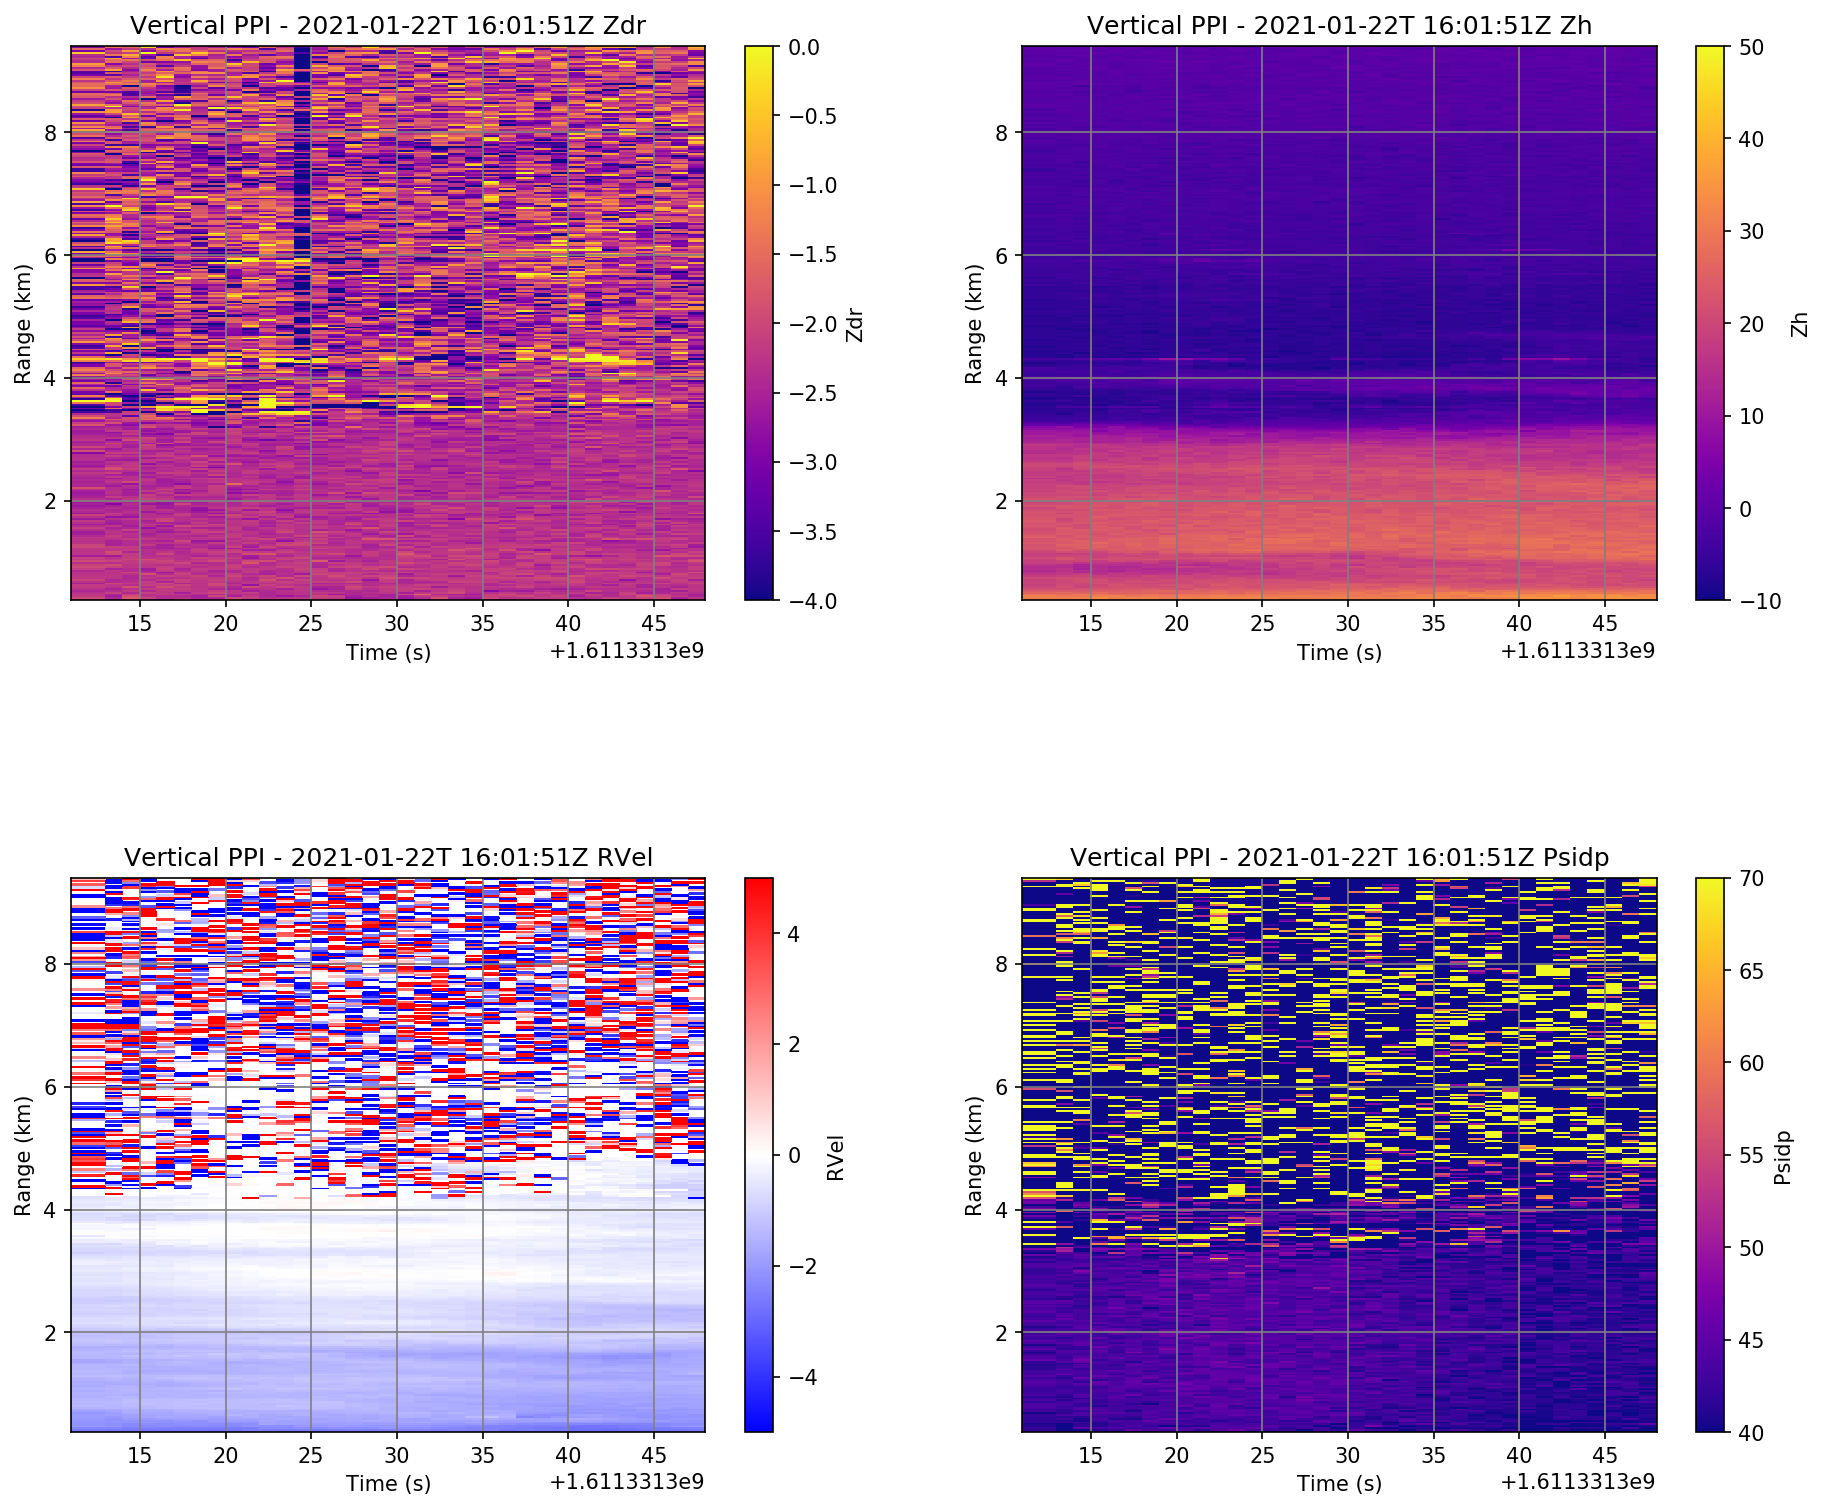 Vertical PPI - 2021-01-22T 16:01:51Z Zdr
Range (km)
8
6
4
2
15 20 25 30 35 40 45
Time (s)
+1.6113313e9
0.0
−0.5
−1.0
−1.5
−2.0
−2.5
−3.0
−3.5
−4.0
Zdr
Vertical PPI - 2021-01-22T 16:01:51Z Zh
Range (km)
8
6
4
2
15 20 25 30 35 40 45
Time (s)
+1.6113313e9
50
40
30
20
10
0
−10
Zh
Vertical PPI - 2021-01-22T 16:01:51Z RVel
Range (km)
8
6
4
2
15 20 25 30 35 40 45
Time (s)
+1.6113313e9
4
2
0
−2
−4
RVel
Vertical PPI - 2021-01-22T 16:01:51Z Psidp
Range (km)
8
6
4
2
15 20 25 30 35 40 45
Time (s)
+1.6113313e9
70
65
60
55
50
45
40
Psidp